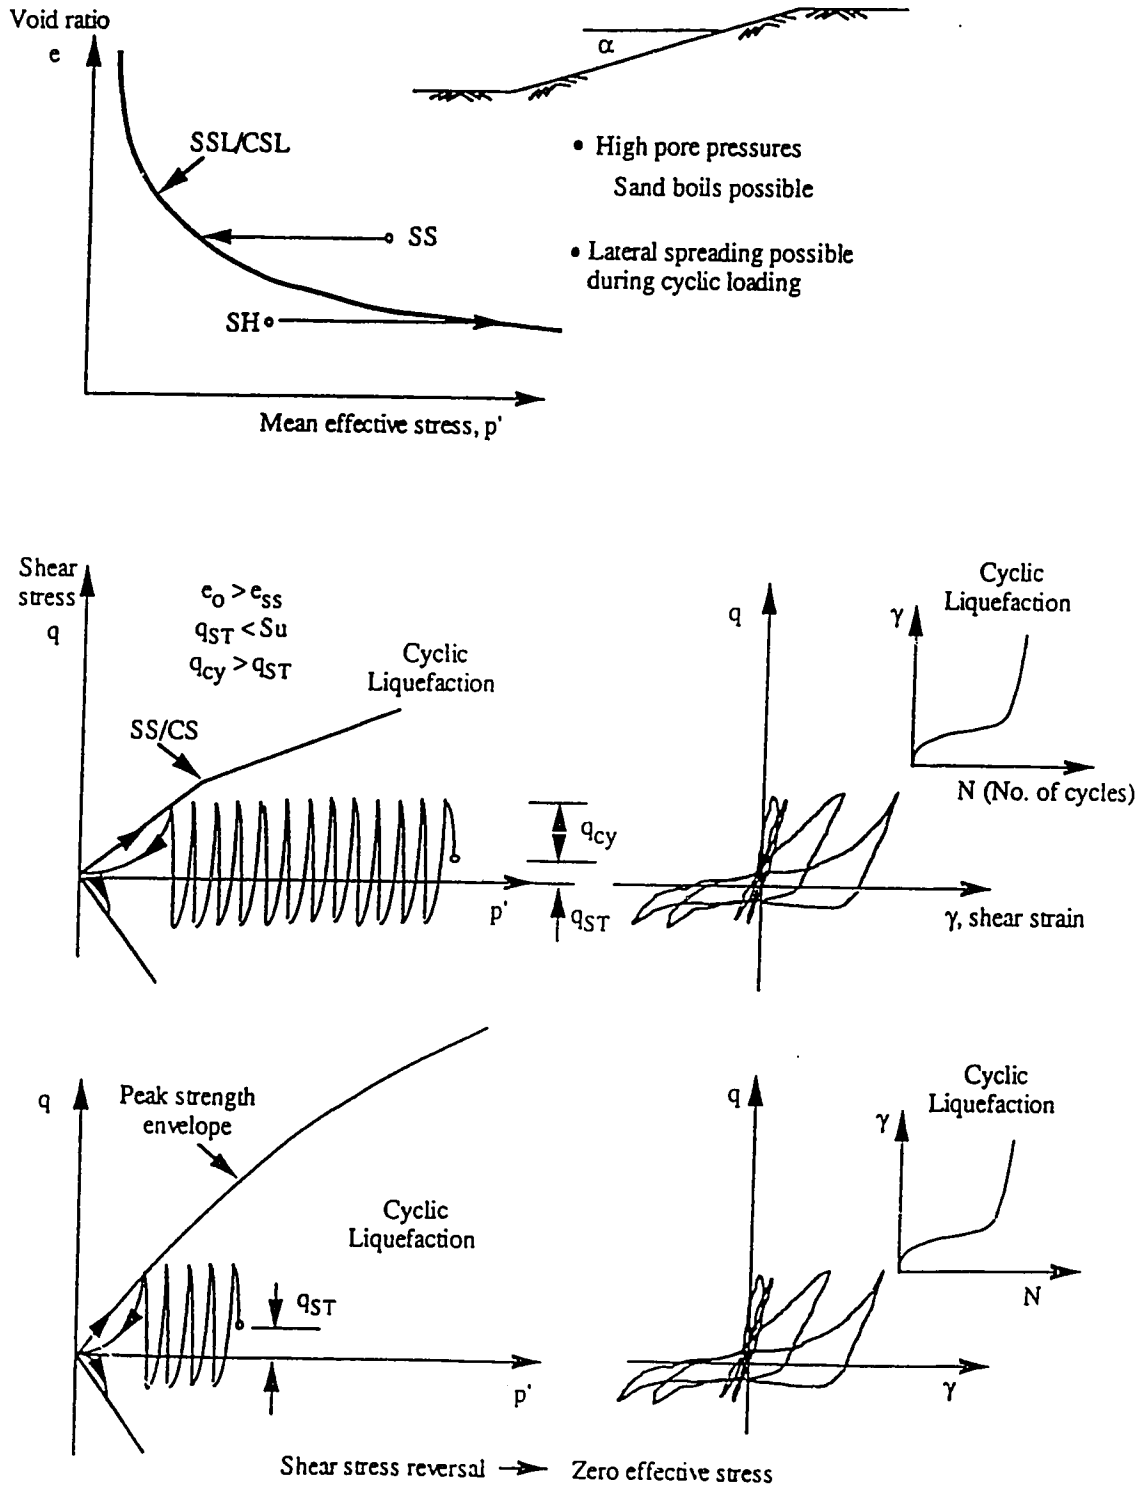 Void ratio
e
α
SSL/CSL
SS
SH
Mean effective stress, p'
• High pore pressures
Sand boils possible
• Lateral spreading possible
during cyclic loading
Shear
stress
q
eo > ess
qST < Su
qcy > qST
Cyclic
Liquefaction
SS/CS
p'
qcy
qST
q
γ
Cyclic
Liquefaction
N (No. of cycles)
γ, shear strain
q
Peak strength
envelope
Cyclic
Liquefaction
qST
p'
q
γ
Cyclic
Liquefaction
N
γ
Shear stress reversal → Zero effective stress